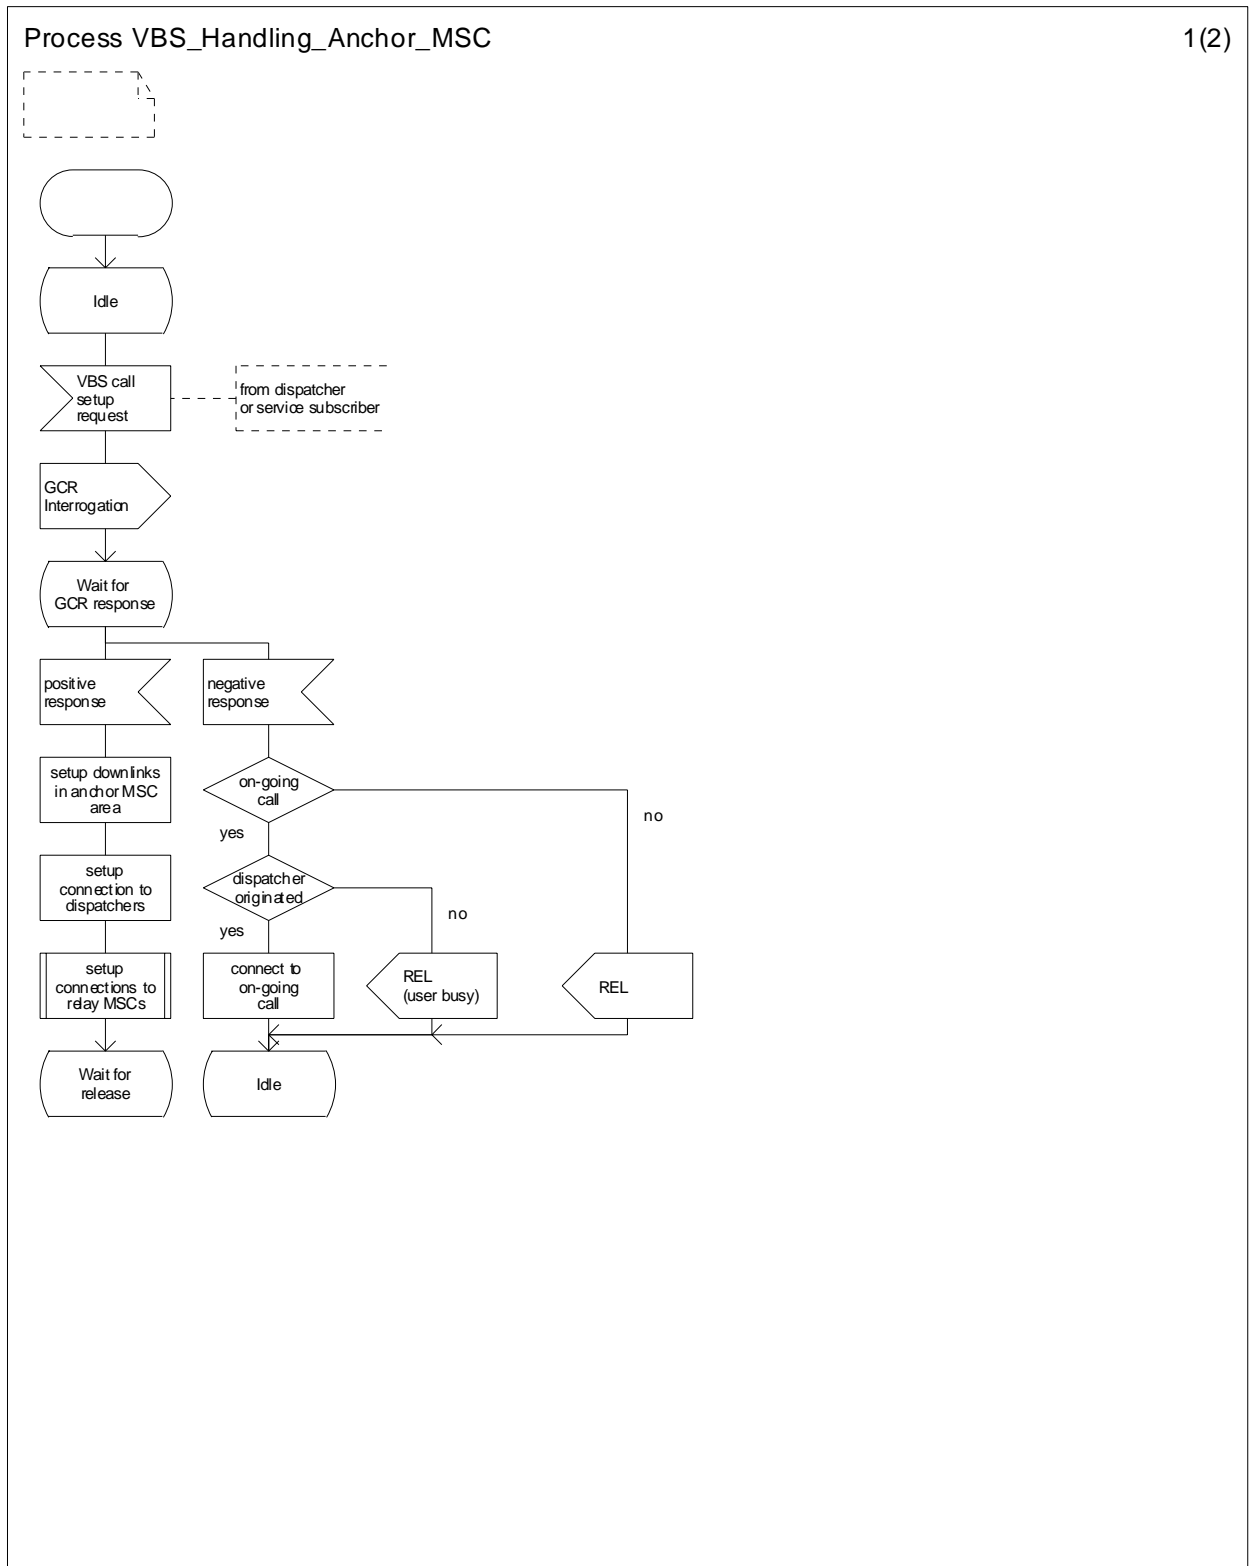 Process VBS_Handling_Anchor_MSC
1(2)
Idle
VBS call
setup
request
from dispatcher
or service subscriber
GCR
Interrogation
Wait for
GCR response
positive
response
negative
response
setup downlinks
in anchor MSC
area
on-going
call
no
yes
setup
connection to
dispatchers
dispatcher
originated
no
yes
setup
connections to
relay MSCs
connect to
on-going
call
REL
(user busy)
REL
Wait for
release
Idle